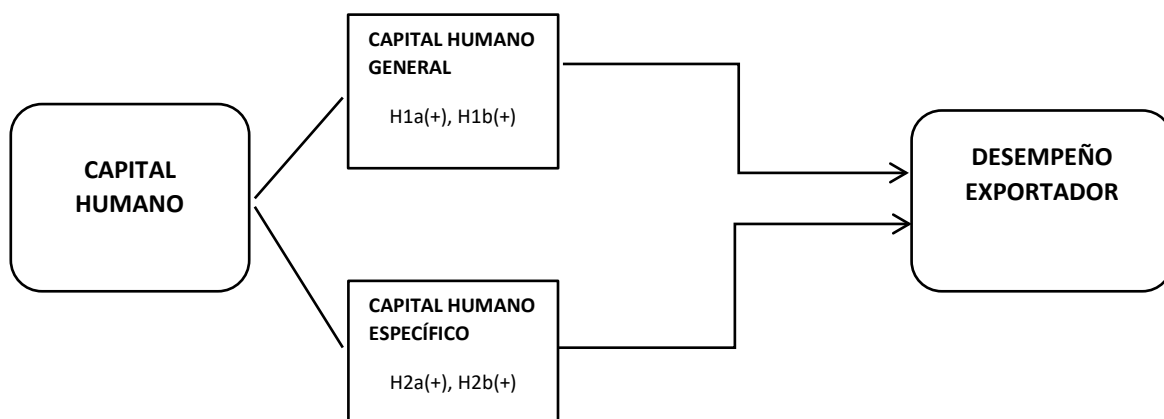 CAPITAL
HUMANO
CAPITAL HUMANO
GENERAL
H1a(+), H1b(+)
CAPITAL HUMANO
ESPECÍFICO
H2a(+), H2b(+)
DESEMPEÑO
EXPORTADOR